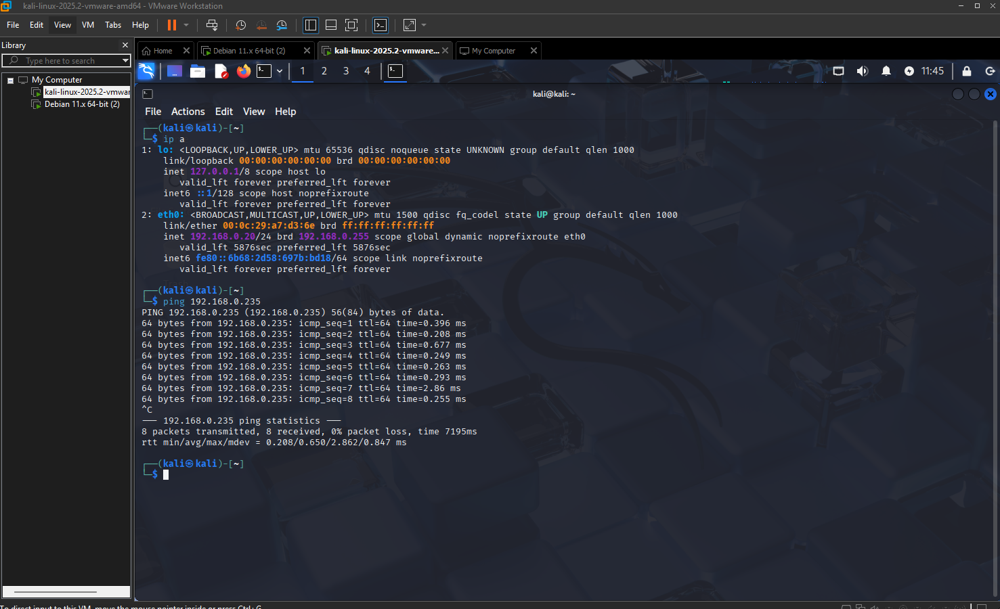 kali-linux-2025.2-vmware-amd64 - VMware Workstation
File Edit View VM Tabs Help
Library
Type here to search
My Computer
kali-linux-2025.2-vmwar
Debian 11.x 64-bit (2)
Home Debian 11.x 64-bit (2) kali-linux-2025.2-vmware... My Computer
1 2 3 4 11:45
kali@kali: ~
File Actions Edit View Help
┌──(kali㉿kali)-[~]
└─$ ip a
1: lo: <LOOPBACK,UP,LOWER_UP> mtu 65536 qdisc noqueue state UNKNOWN group default qlen 1000
link/loopback 00:00:00:00:00:00 brd 00:00:00:00:00:00
inet 127.0.0.1/8 scope host lo
valid_lft forever preferred_lft forever
inet6 ::1/128 scope host noprefixroute
valid_lft forever preferred_lft forever
2: eth0: <BROADCAST,MULTICAST,UP,LOWER_UP> mtu 1500 qdisc fq_codel state UP group default qlen 1000
link/ether 00:0c:29:a7:d3:6e brd ff:ff:ff:ff:ff:ff
inet 192.168.0.20/24 brd 192.168.0.255 scope global dynamic noprefixroute eth0
valid_lft 5876sec preferred_lft 5876sec
inet6 fe80::6b68:2d58:697b:bd18/64 scope link noprefixroute
valid_lft forever preferred_lft forever
┌──(kali㉿kali)-[~]
└─$ ping 192.168.0.235
PING 192.168.0.235 (192.168.0.235) 56(84) bytes of data.
64 bytes from 192.168.0.235: icmp_seq=1 ttl=64 time=0.396 ms
64 bytes from 192.168.0.235: icmp_seq=2 ttl=64 time=0.208 ms
64 bytes from 192.168.0.235: icmp_seq=3 ttl=64 time=0.677 ms
64 bytes from 192.168.0.235: icmp_seq=4 ttl=64 time=0.249 ms
64 bytes from 192.168.0.235: icmp_seq=5 ttl=64 time=0.263 ms
64 bytes from 192.168.0.235: icmp_seq=6 ttl=64 time=0.293 ms
64 bytes from 192.168.0.235: icmp_seq=7 ttl=64 time=2.86 ms
64 bytes from 192.168.0.235: icmp_seq=8 ttl=64 time=0.255 ms
^C
--- 192.168.0.235 ping statistics ---
8 packets transmitted, 8 received, 0% packet loss, time 7195ms
rtt min/avg/max/mdev = 0.208/0.650/2.862/0.847 ms
┌──(kali㉿kali)-[~]
└─$
To direct input to this VM, move the mouse pointer inside or press Ctrl+G.